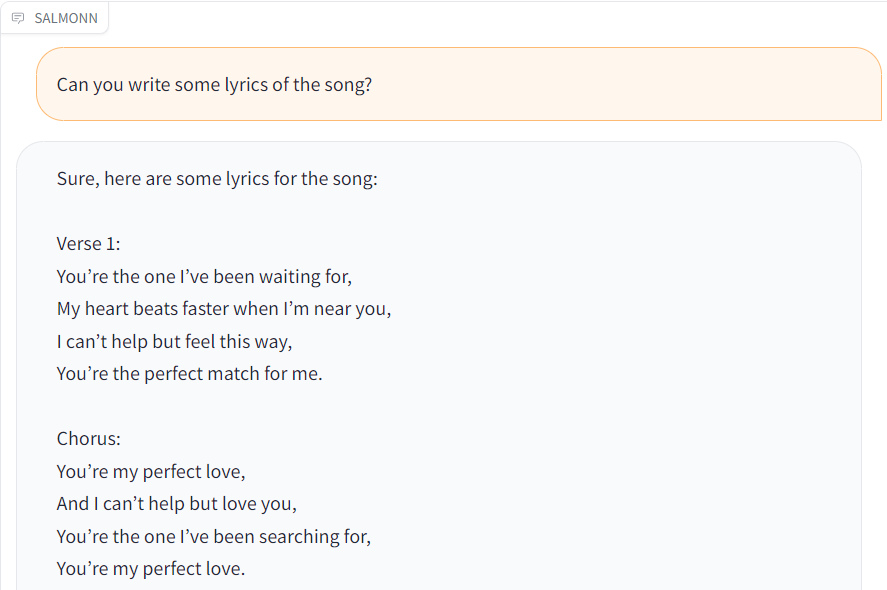 SALMONN
Can you write some lyrics of the song?
Sure, here are some lyrics for the song:
Verse 1:
You’re the one I’ve been waiting for,
My heart beats faster when I’m near you,
I can’t help but feel this way,
You’re the perfect match for me.
Chorus:
You’re my perfect love,
And I can’t help but love you,
You’re the one I’ve been searching for,
You’re my perfect love.